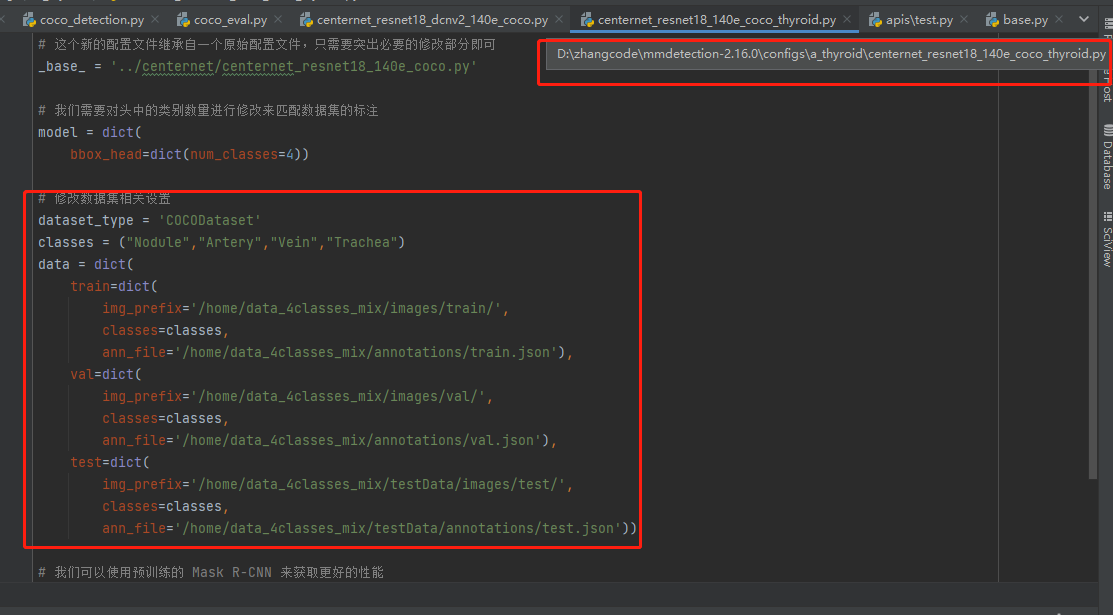 coco_detection.py
coco_eval.py
centernet_resnet18_dcnv2_140e_coco.py
centernet_resnet18_140e_coco_thyroid.py
apis\test.py
base.py
# 这个新的配置文件继承自一个原始配置文件，只需要突出必要的修改部分即可
D:\zhangcode\mmdetection-2.16.0\configs\a_thyroid\centernet_resnet18_140e_coco_thyroid.py
_base_ = '../centernet/centernet_resnet18_140e_coco.py'
# 我们需要对头中的类别数量进行修改来匹配数据集的标注
model = dict(
bbox_head=dict(num_classes=4))
# 修改数据集相关设置
dataset_type = 'COCODataset'
classes = ("Nodule","Artery","Vein","Trachea")
data = dict(
train=dict(
img_prefix='/home/data_4classes_mix/images/train/',
classes=classes,
ann_file='/home/data_4classes_mix/annotations/train.json'),
val=dict(
img_prefix='/home/data_4classes_mix/images/val/',
classes=classes,
ann_file='/home/data_4classes_mix/annotations/val.json'),
test=dict(
img_prefix='/home/data_4classes_mix/testData/images/test/',
classes=classes,
ann_file='/home/data_4classes_mix/testData/annotations/test.json'))
# 我们可以使用预训练的 Mask R-CNN 来获取更好的性能
Database
SciView